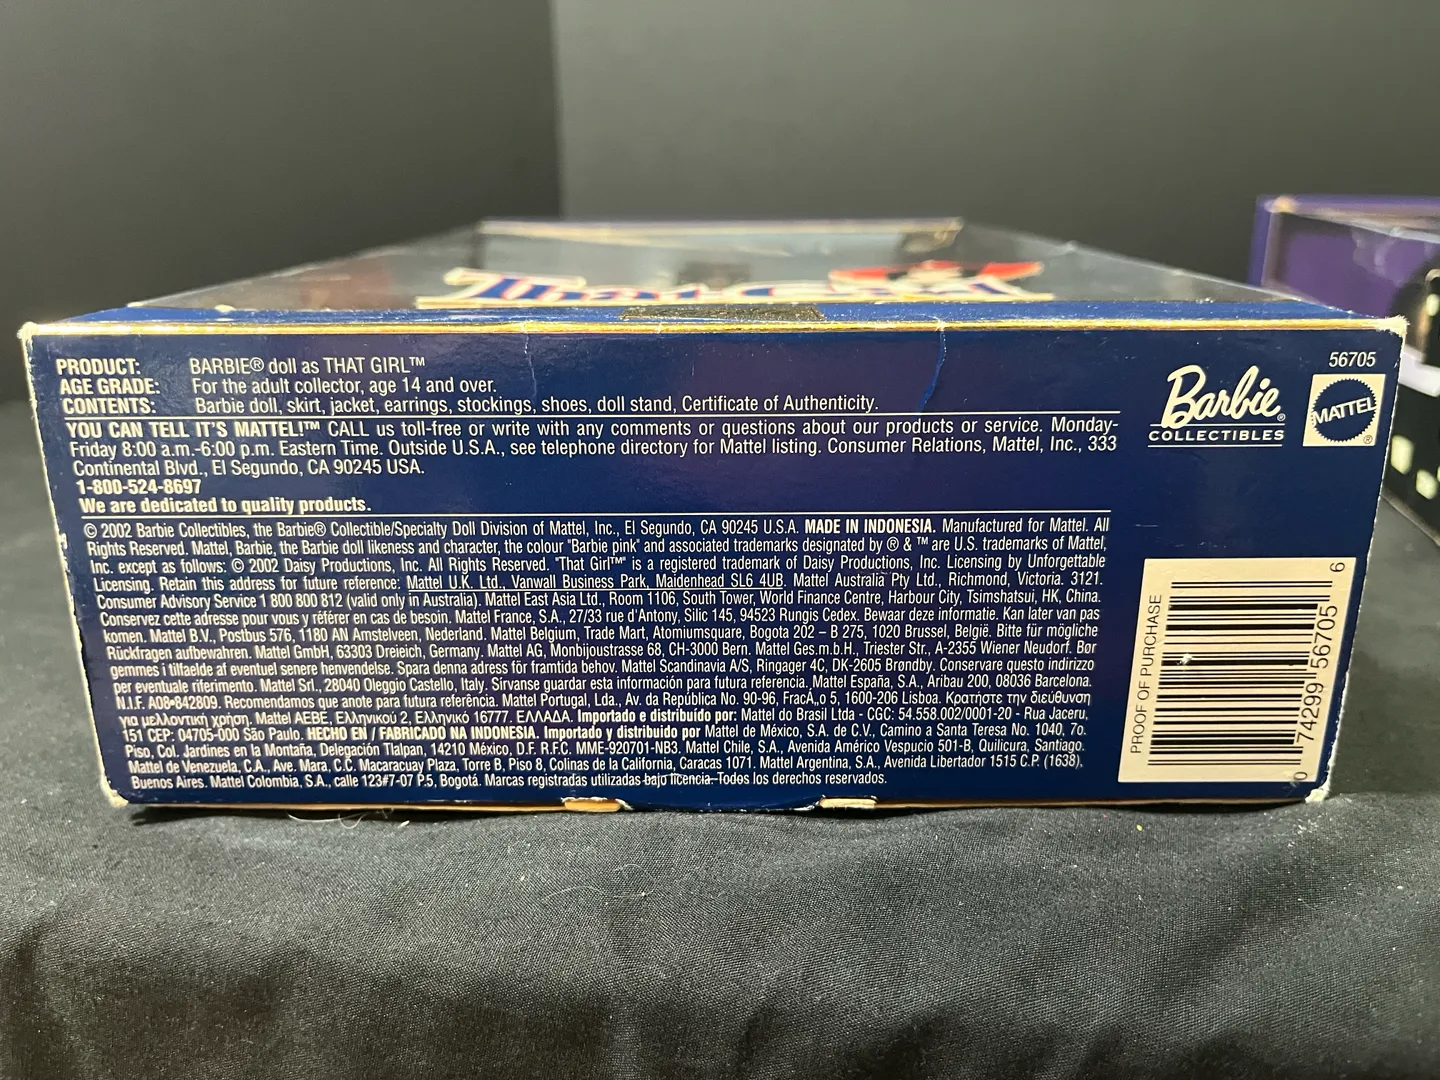 That Girl
PRODUCT: BARBIE® doll as THAT GIRL™
AGE GRADE: For the adult collector, age 14 and over.
CONTENTS: Barbie doll, skirt, jacket, earrings, stockings, shoes, doll stand, Certificate of Authenticity.
YOU CAN TELL IT'S MATTEL!™ CALL us toll-free or write with any comments or questions about our products or service. Monday-
Friday 8:00 a.m.-6:00 p.m. Eastern Time. Outside U.S.A., see telephone directory for Mattel listing. Consumer Relations, Mattel, Inc., 333
Continental Blvd., El Segundo, CA 90245 USA.
1-800-524-8697
We are dedicated to quality products.
© 2002 Barbie Collectibles, the Barbie® Collectible/Specialty Doll Division of Mattel, Inc., El Segundo, CA 90245 U.S.A. MADE IN INDONESIA. Manufactured for Mattel. All
Rights Reserved. Mattel, Barbie, the Barbie doll likeness and character, the colour "Barbie pink" and associated trademarks designated by ® & ™ are U.S. trademarks of Mattel,
Inc. except as follows: © 2002 Daisy Productions, Inc. All Rights Reserved. "That Girl™" is a registered trademark of Daisy Productions, Inc. Licensing by Unforgettable
Licensing. Retain this address for future reference: Mattel U.K. Ltd., Vanwall Business Park, Maidenhead SL6 4UB. Mattel Australia Pty Ltd., Richmond, Victoria. 3121.
Consumer Advisory Service 1 800 800 812 (valid only in Australia). Mattel East Asia Ltd., Room 1106, South Tower, World Finance Centre, Harbour City, Tsimshatsui, HK, China.
Conservez cette adresse pour vous y référer en cas de besoin. Mattel France, S.A., 27/33 rue d'Antony, Silic 145, 94523 Rungis Cedex. Bewaar deze informatie. Kan later van pas
komen. Mattel B.V., Postbus 576, 1180 AN Amstelveen, Nederland. Mattel Belgium, Trade Mart, Atomiumsquare, Bogota 202 – B 275, 1020 Brussel, België. Bitte für mögliche
Rückfragen aufbewahren. Mattel GmbH, 63303 Dreieich, Germany. Mattel AG, Monbijoustrasse 68, CH-3000 Bern. Mattel Ges.m.b.H., Triester Str., A-2355 Wiener Neudorf. Bør
gemmes i tilfaelde af eventuel senere henvendelse. Spara denna adress för framtida behov. Mattel Scandinavia A/S, Ringager 4C, DK-2605 Brøndby. Conservare questo indirizzo
per eventuale riferimento. Mattel Srl., 28040 Oleggio Castello, Italy. Sírvanse guardar esta información para futura referencia. Mattel España, S.A., Aribau 200, 08036 Barcelona.
N.I.F. A08-842809. Recomendamos que anote para futura referência. Mattel Portugal, Lda., Av. da República No. 90-96, FracÁ„o 5, 1600-206 Lisboa. Κρατήστε την διεύθυνση
για μελλοντική χρήση. Mattel AEBE, Ελληνικού 2, Ελληνικό 16777. ΕΛΛΑΔΑ. Importado e distribuído por: Mattel do Brasil Ltda - CGC: 54.558.002/0001-20 - Rua Jaceru,
151 CEP: 04705-000 São Paulo. HECHO EN / FABRICADO NA INDONESIA. Importado y distribuido por Mattel de México, S.A. de C.V., Camino a Santa Teresa No. 1040, 7o.
Piso, Col. Jardines en la Montaña, Delegación Tlalpan, 14210 México, D.F. R.F.C. MME-920701-NB3. Mattel Chile, S.A., Avenida Américo Vespucio 501-B, Quilicura, Santiago.
Mattel de Venezuela, C.A., Ave. Mara, C.C. Macaracuay Plaza, Torre B, Piso 8, Colinas de la California, Caracas 1071. Mattel Argentina, S.A., Avenida Libertador 1515 C.P. (1638),
Buenos Aires. Mattel Colombia, S.A., calle 123#7-07 P.5, Bogotá. Marcas registradas utilizadas bajo licencia. Todos los derechos reservados.
Barbie®
COLLECTIBLES
56705
MATTEL®
PROOF OF PURCHASE
0 74299 56705 6